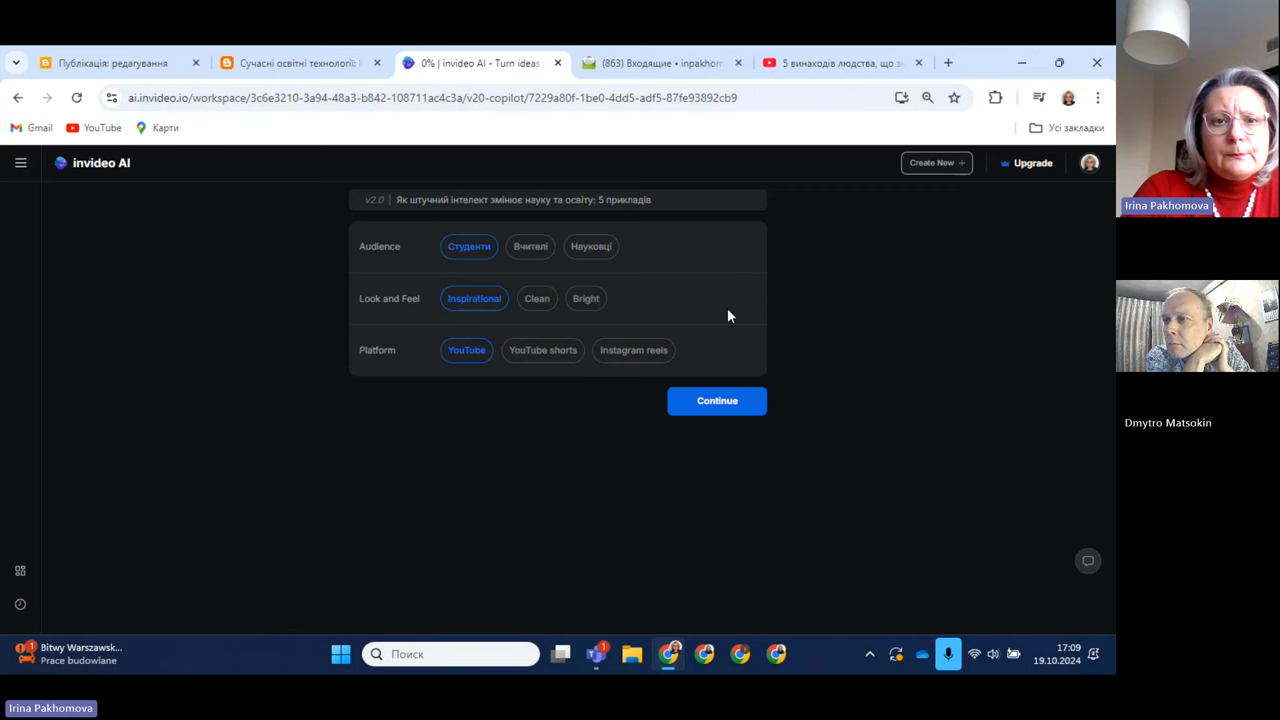 Публікація: редагування
Сучасні освітні технології: І
0% | invideo AI - Turn ideas
(863) Входящие • inpakhom
5 винаходів людства, що зм
ai.invideo.io/workspace/3c6e3210-3a94-48a3-b842-108711ac4c3a/v20-copilot/7229a80f-1be0-4dd5-adf5-87fe93892cb9
Gmail
YouTube
Карти
Усі закладки
invideo AI
Create New +
Upgrade
v2.0 | Як штучний інтелект змінює науку та освіту: 5 прикладів
Audience
Студенти
Вчителі
Науковці
Look and Feel
Inspirational
Clean
Bright
Platform
YouTube
YouTube shorts
Instagram reels
Continue
Irina Pakhomova
Dmytro Matsokin
1
Bitwy Warszawsk...
Prace budowlane
Поиск
1
17:09
19.10.2024
Irina Pakhomova